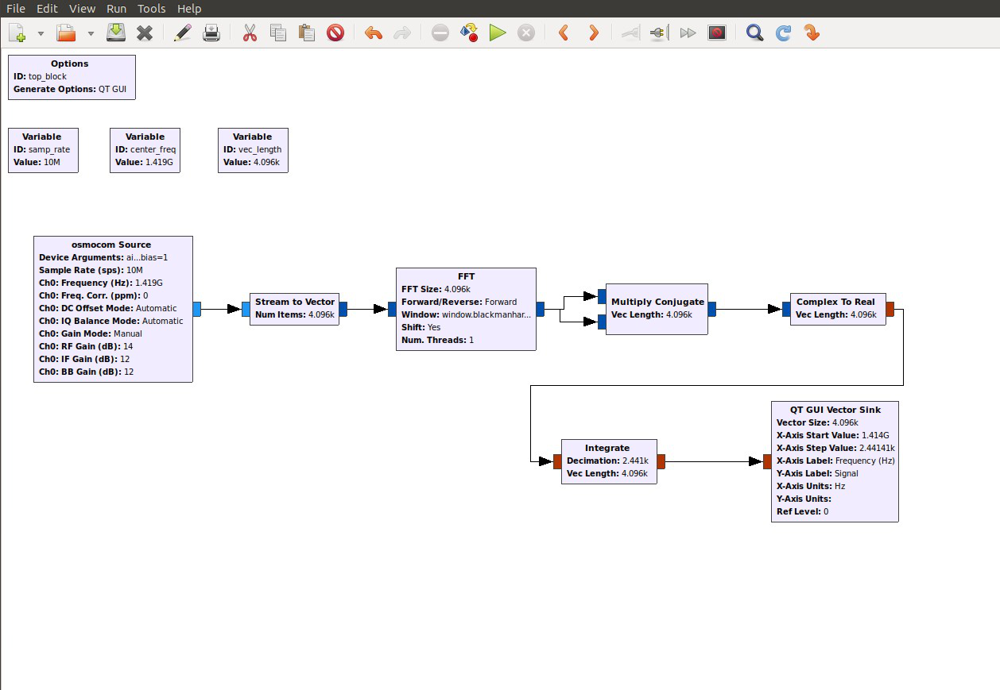 File Edit View Run Tools Help
Options
ID: top_block
Generate Options: QT GUI
Variable
ID: samp_rate
Value: 10M
Variable
ID: center_freq
Value: 1.419G
Variable
ID: vec_length
Value: 4.096k
osmocom Source
Device Arguments: ai...bias=1
Sample Rate (sps): 10M
Ch0: Frequency (Hz): 1.419G
Ch0: Freq. Corr. (ppm): 0
Ch0: DC Offset Mode: Automatic
Ch0: IQ Balance Mode: Automatic
Ch0: Gain Mode: Manual
Ch0: RF Gain (dB): 14
Ch0: IF Gain (dB): 12
Ch0: BB Gain (dB): 12
Stream to Vector
Num Items: 4.096k
FFT
FFT Size: 4.096k
Forward/Reverse: Forward
Window: window.blackmanhar...
Shift: Yes
Num. Threads: 1
Multiply Conjugate
Vec Length: 4.096k
Complex To Real
Vec Length: 4.096k
Integrate
Decimation: 2.441k
Vec Length: 4.096k
QT GUI Vector Sink
Vector Size: 4.096k
X-Axis Start Value: 1.414G
X-Axis Step Value: 2.44141k
X-Axis Label: Frequency (Hz)
Y-Axis Label: Signal
X-Axis Units: Hz
Y-Axis Units:
Ref Level: 0